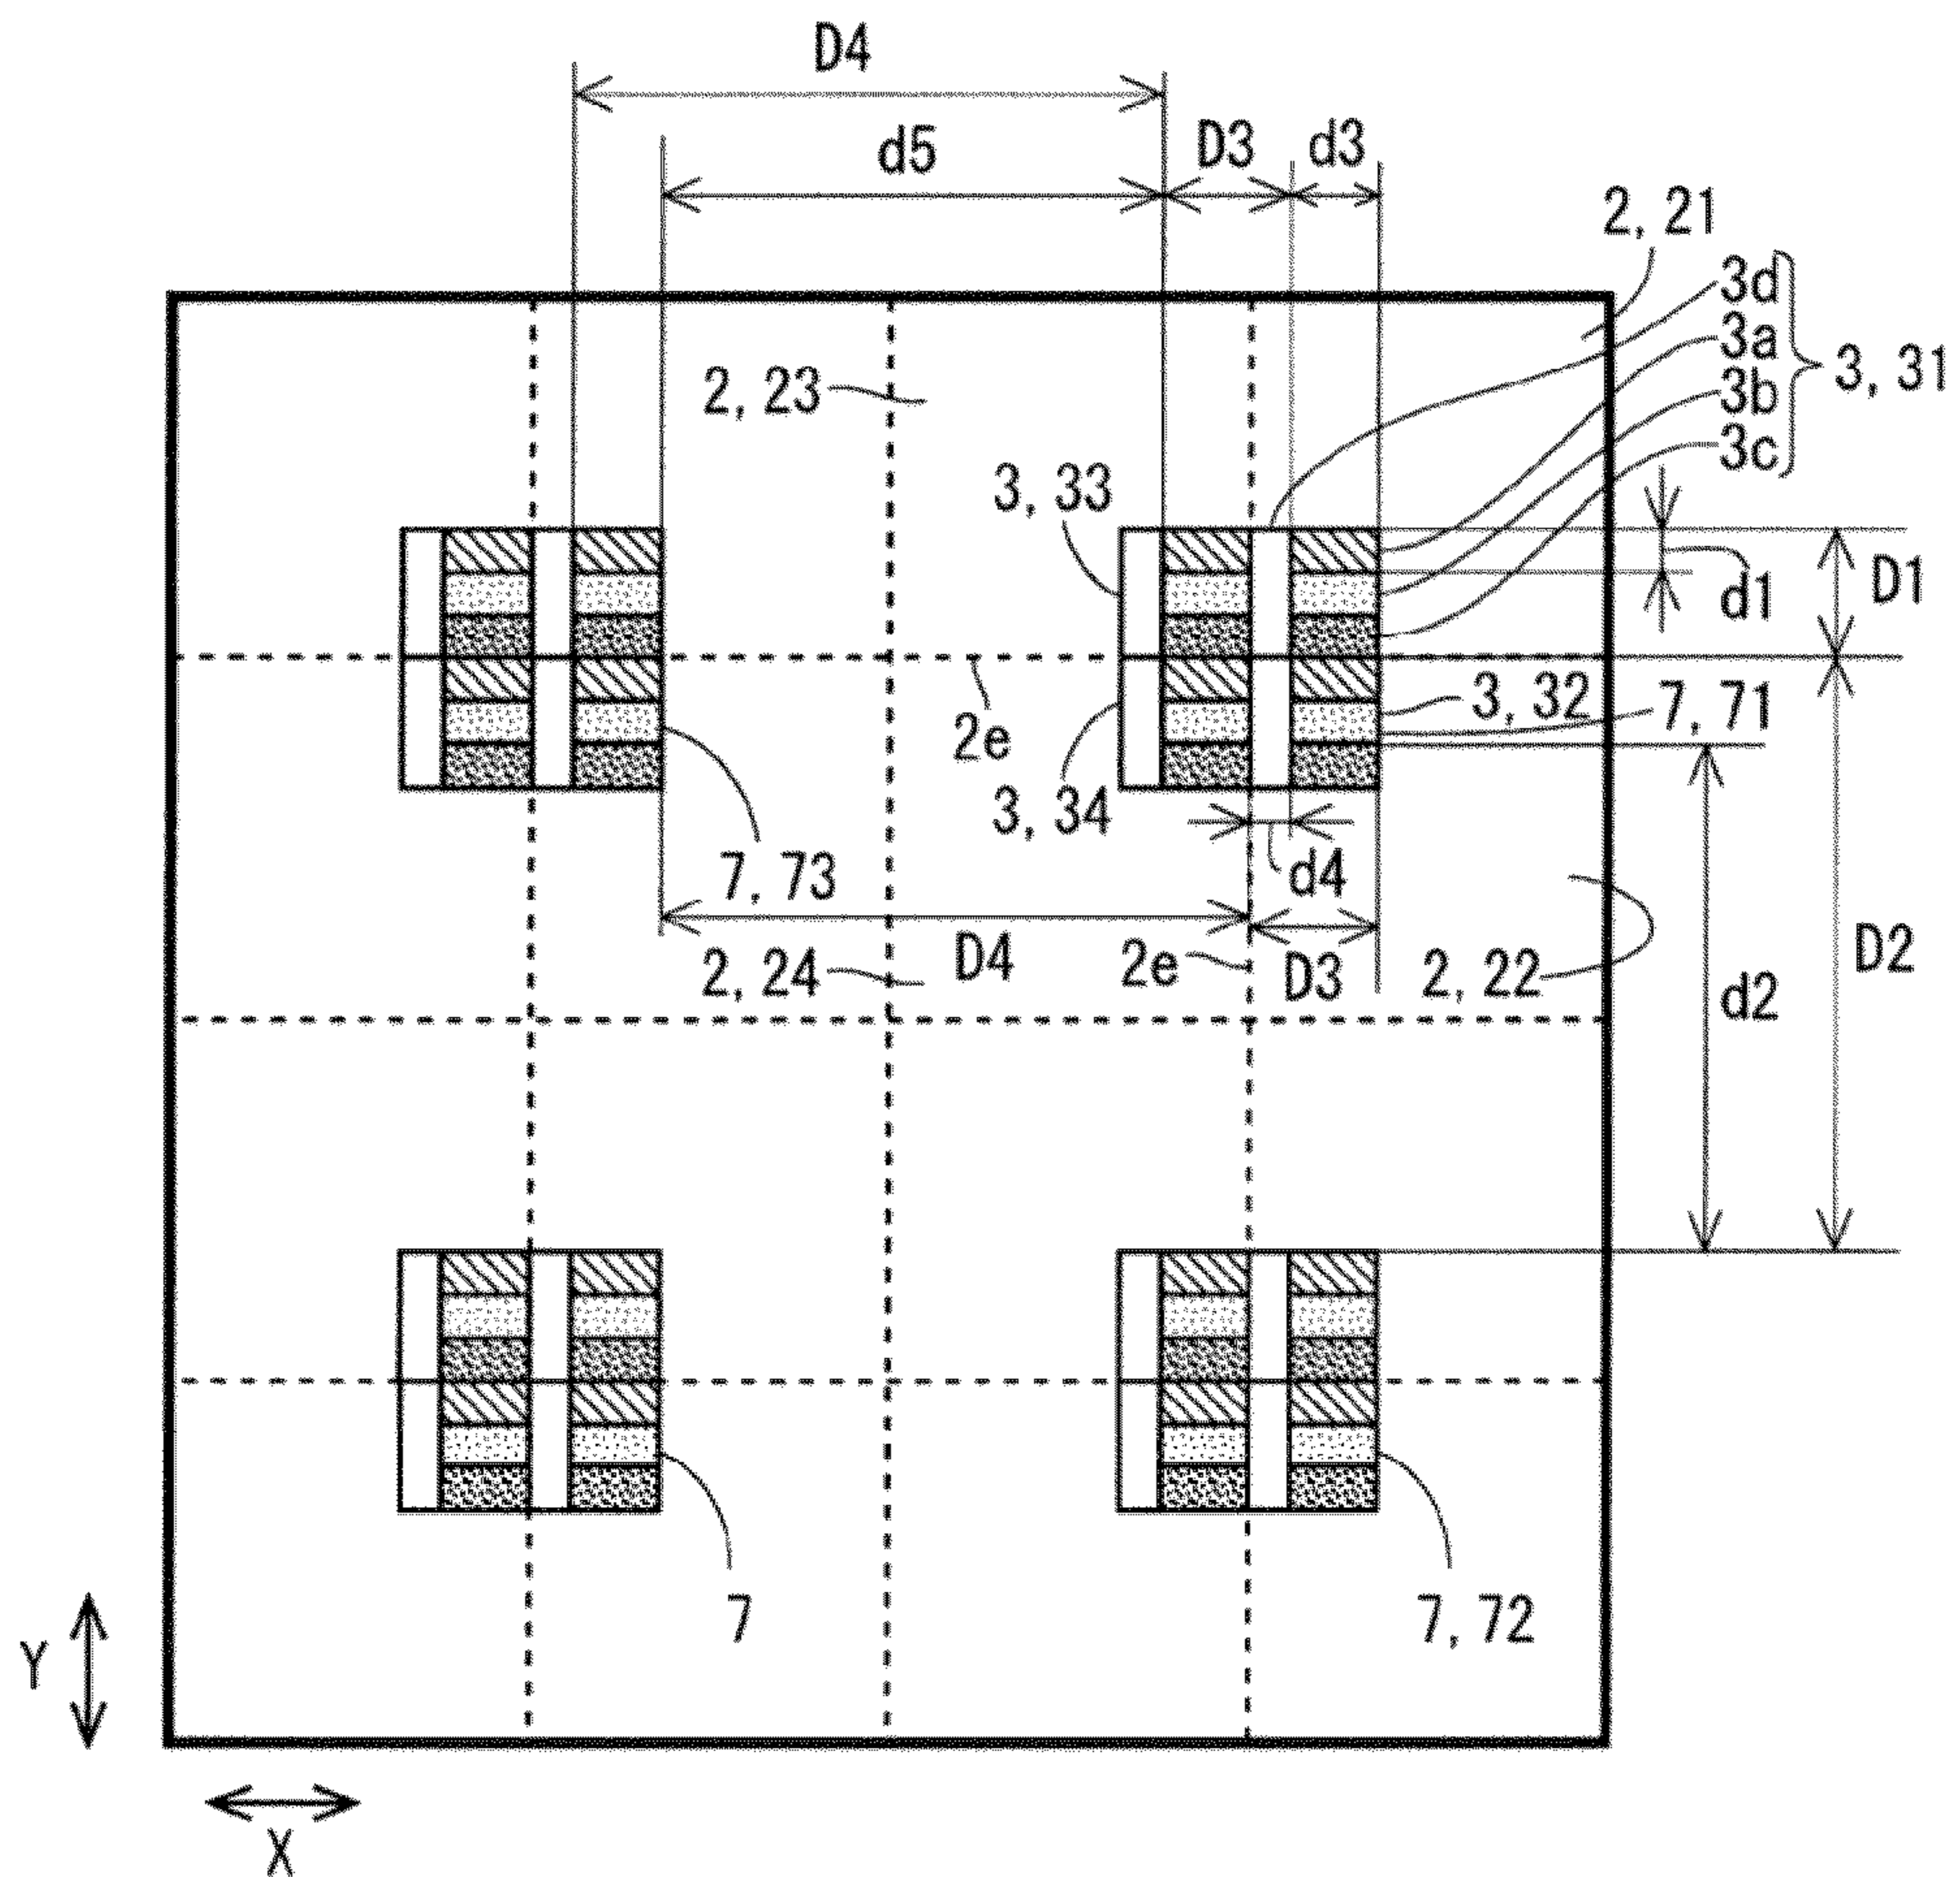 D4
d5
D3
d3
2, 21
3d
3a
3b
3c
3, 31
2, 23
3, 33
d1
D1
3, 32
7, 71
2e
3, 34
7, 73
d4
D4
2, 24
2e
D3
2, 22
d2
D2
7
7, 72
Y
X